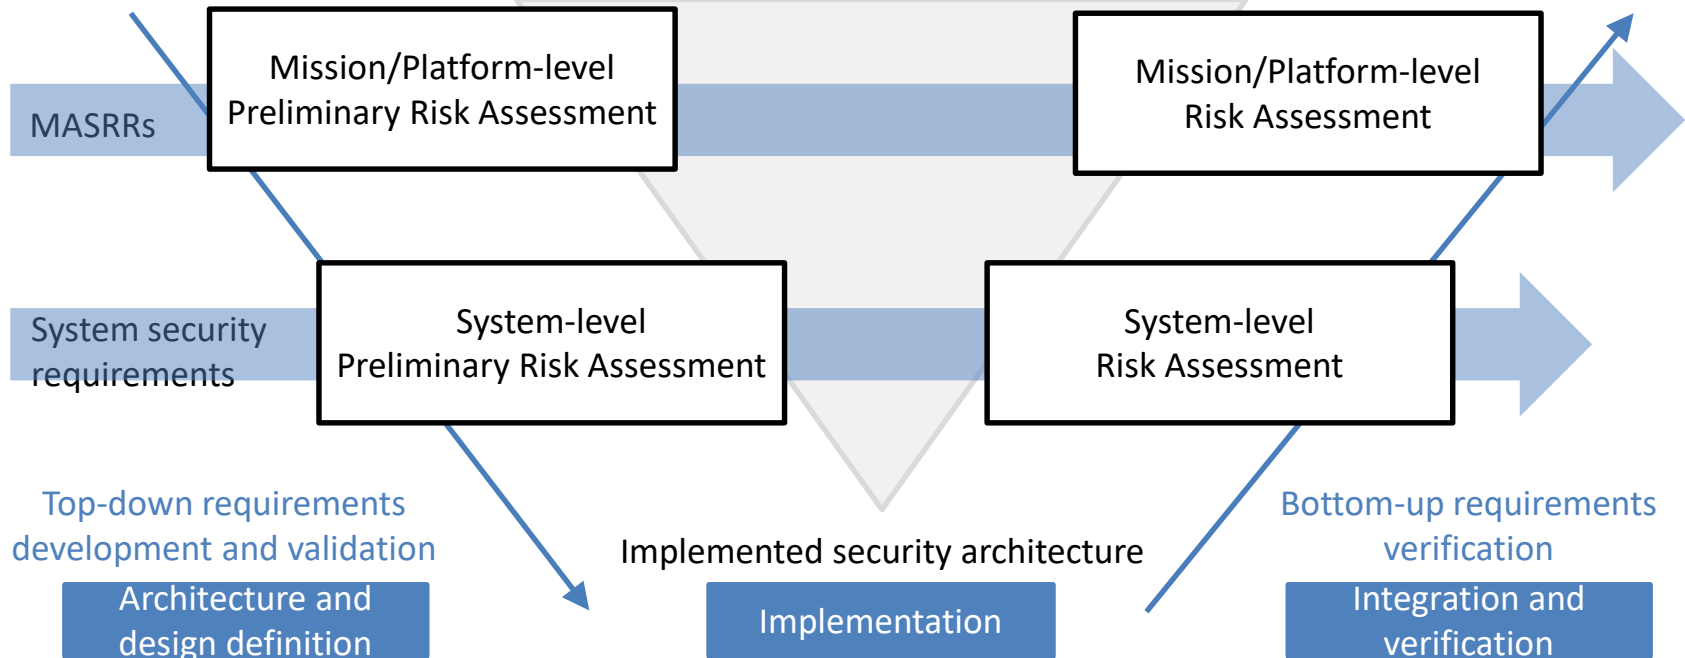 MASRRs
Mission/Platform-level
Preliminary Risk Assessment
Mission/Platform-level
Risk Assessment
System security
requirements
System-level
Preliminary Risk Assessment
System-level
Risk Assessment
Top-down requirements
development and validation
Implemented security architecture
Bottom-up requirements
verification
Architecture and
design definition
Implementation
Integration and
verification